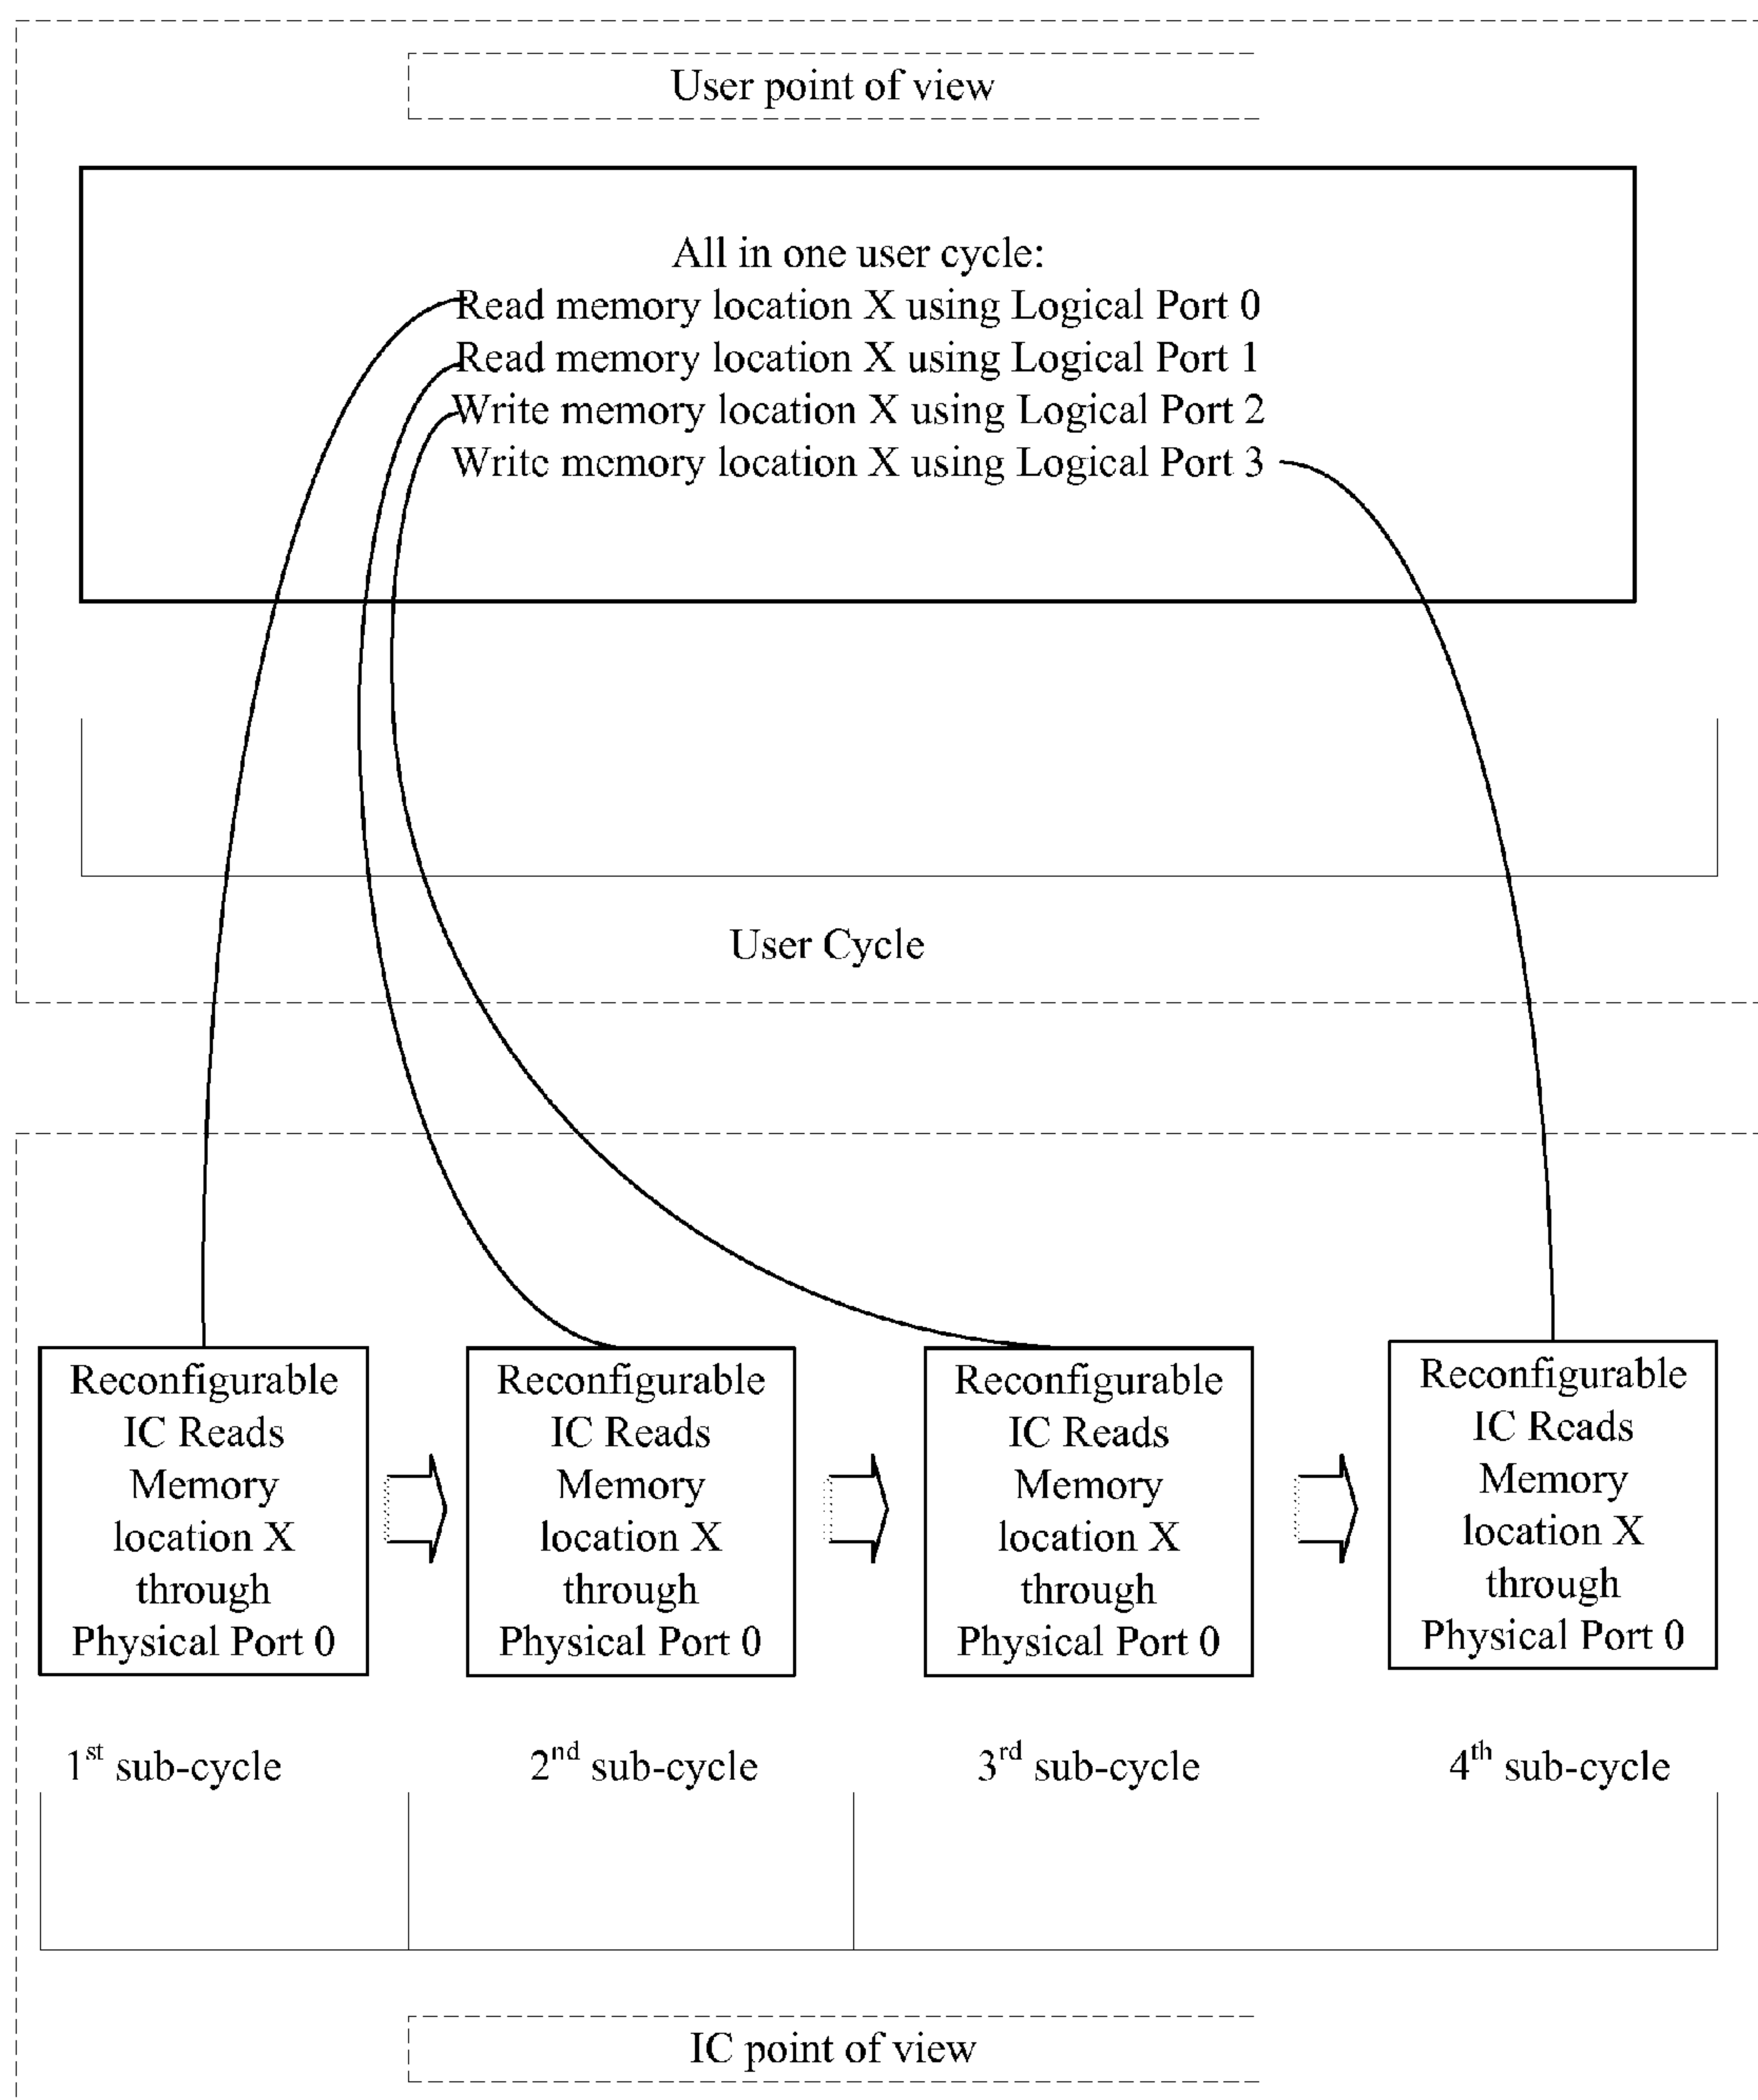 User point of view
All in one user cycle:
Read memory location X using Logical Port 0
Read memory location X using Logical Port 1
Write memory location X using Logical Port 2
Write memory location X using Logical Port 3
User Cycle
Reconfigurable
IC Reads
Memory
location X
through
Physical Port 0
Reconfigurable
IC Reads
Memory
location X
through
Physical Port 0
Reconfigurable
IC Reads
Memory
location X
through
Physical Port 0
Reconfigurable
IC Reads
Memory
location X
through
Physical Port 0
1st sub-cycle
2nd sub-cycle
3rd sub-cycle
4th sub-cycle
IC point of view